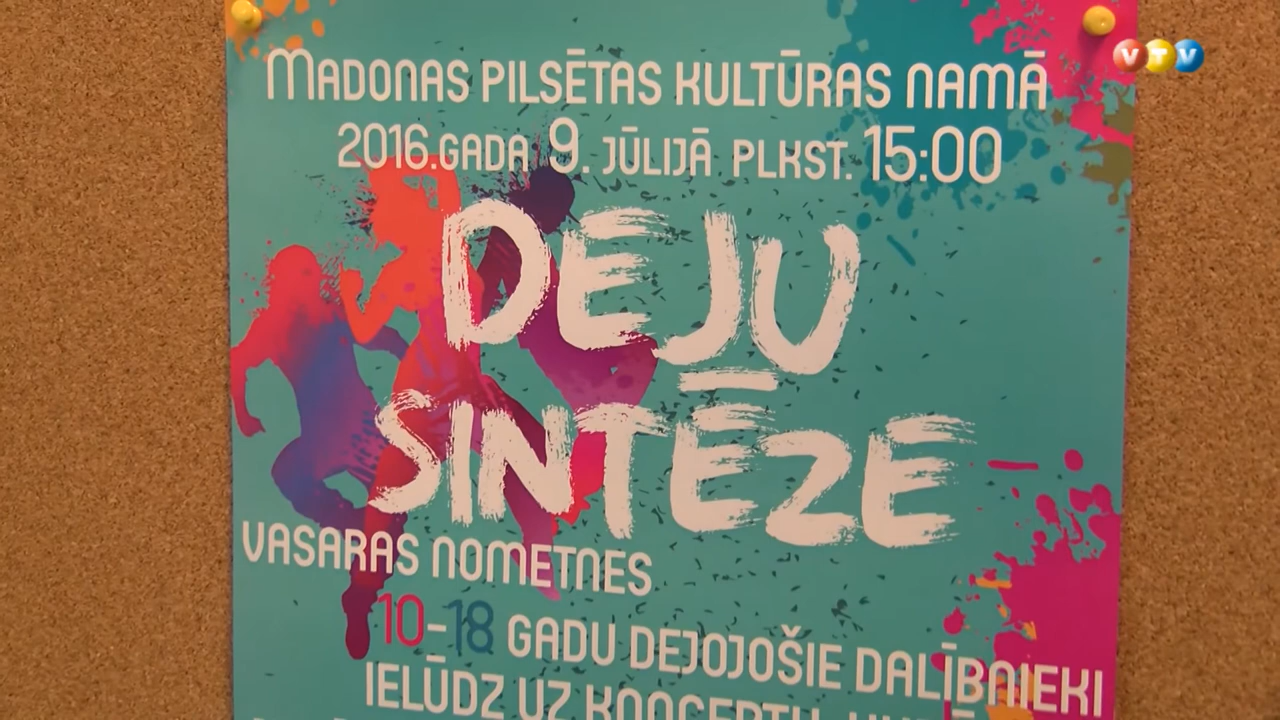 VTV
MADONAS PILSĒTAS KULTŪRAS NAMĀ
2016.GADA 9. JŪLIJĀ PLKST. 15:00
DEJU
SINTĒZE
VASARAS NOMETNES
10-18 GADU DEJOJOŠIE DALĪBNIEKI
IELŪDZ UZ KONCERTU